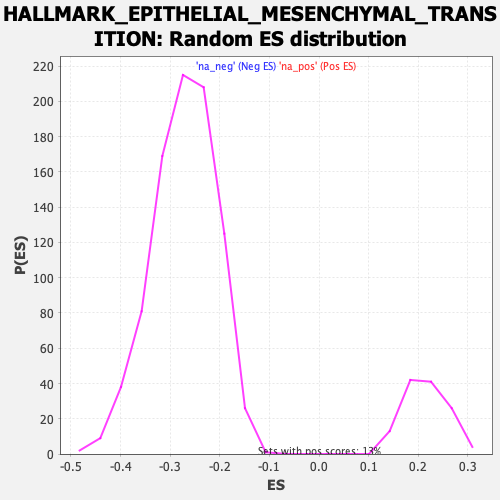 HALLMARK_EPITHELIAL_MESENCHYMAL_TRANS
ITION: Random ES distribution
'na_neg' (Neg ES) 'na_pos' (Pos ES)
220
200
180
160
140
120
100
80
60
40
20
0
P(ES)
Sets with pos scores: 13%
-0.5 -0.4 -0.3 -0.2 -0.1 0.0 0.1 0.2 0.3
ES